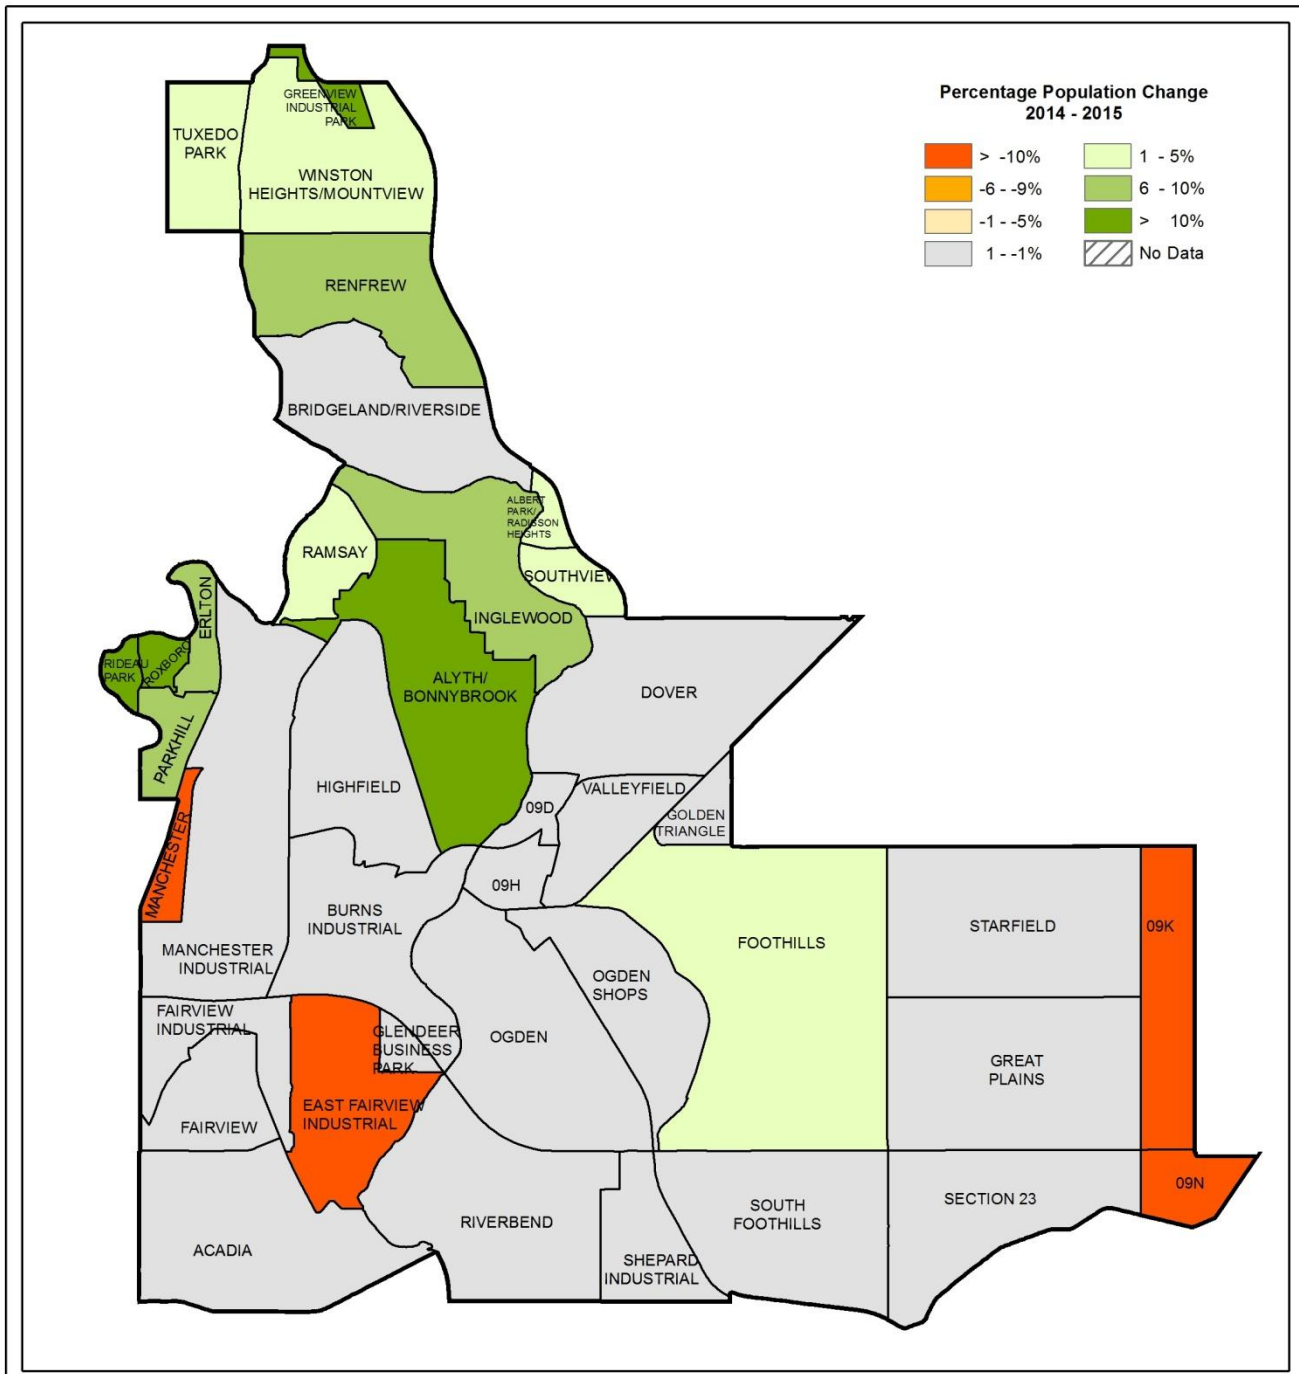 Percentage Population Change
2014 - 2015
> -10%
-6 - -9%
-1 - -5%
1 - -1%
1 - 5%
6 - 10%
> 10%
No Data
GREENVIEW
INDUSTRIAL
PARK
TUXEDO
PARK
WINSTON
HEIGHTS/MOUNTVIEW
RENFREW
BRIDGELAND/RIVERSIDE
ALBERT
PARK/
RADISSON
HEIGHTS
RAMSAY
SOUTHVIEW
ERLTON
INGLEWOOD
ROXBORO
RIDEAU
PARK
ALYTH/
BONNYBROOK
DOVER
PARKHILL
HIGHFIELD
VALLEYFIELD
09D
GOLDEN
TRIANGLE
MANCHESTER
09H
BURNS
INDUSTRIAL
STARFIELD
09K
FOOTHILLS
MANCHESTER
INDUSTRIAL
OGDEN
SHOPS
FAIRVIEW
INDUSTRIAL
GLENDEER
BUSINESS
PARK
OGDEN
GREAT
PLAINS
EAST FAIRVIEW
INDUSTRIAL
FAIRVIEW
09N
SECTION 23
SOUTH
FOOTHILLS
RIVERBEND
ACADIA
SHEPARD
INDUSTRIAL